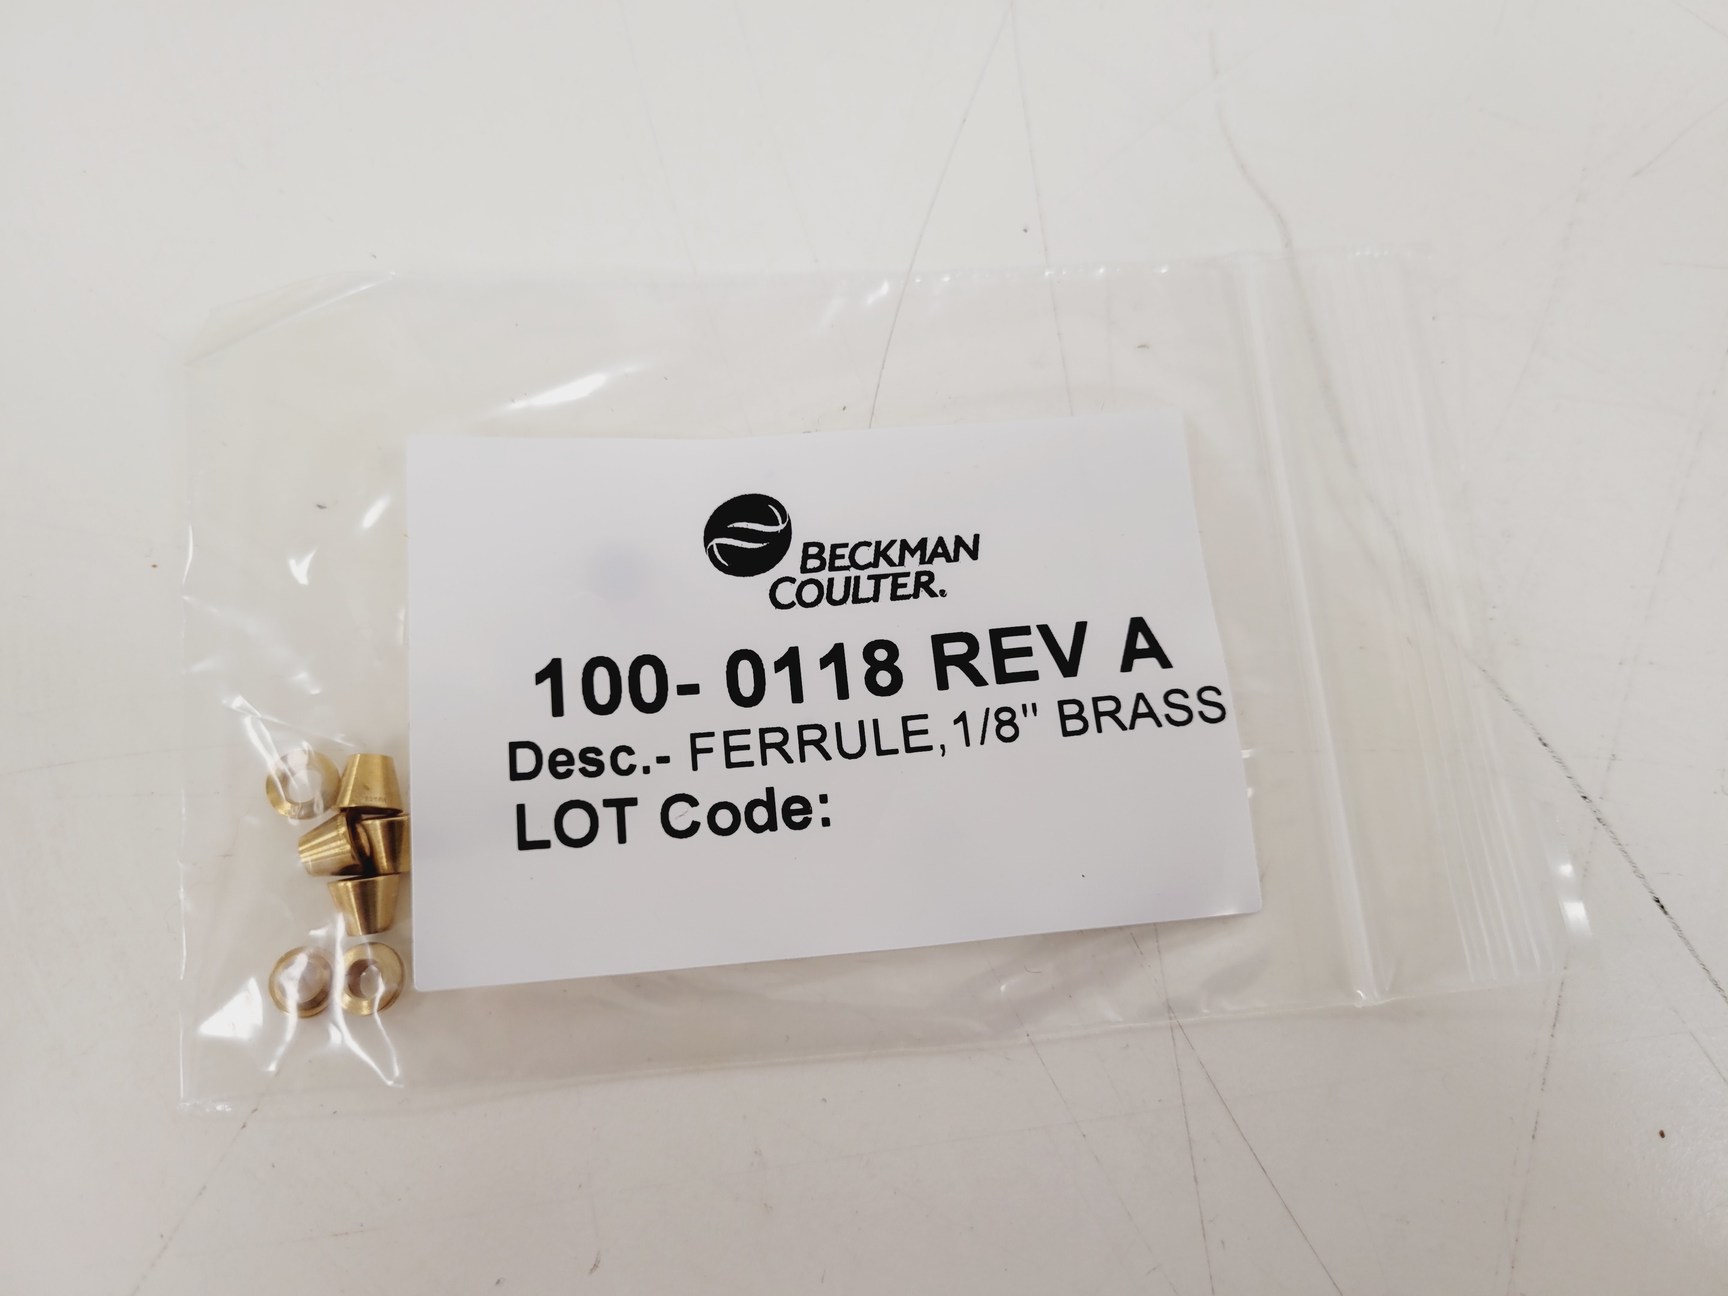 BECKMAN
COULTER®
100- 0118 REV A
Desc.- FERRULE, 1/8" BRASS
LOT Code: